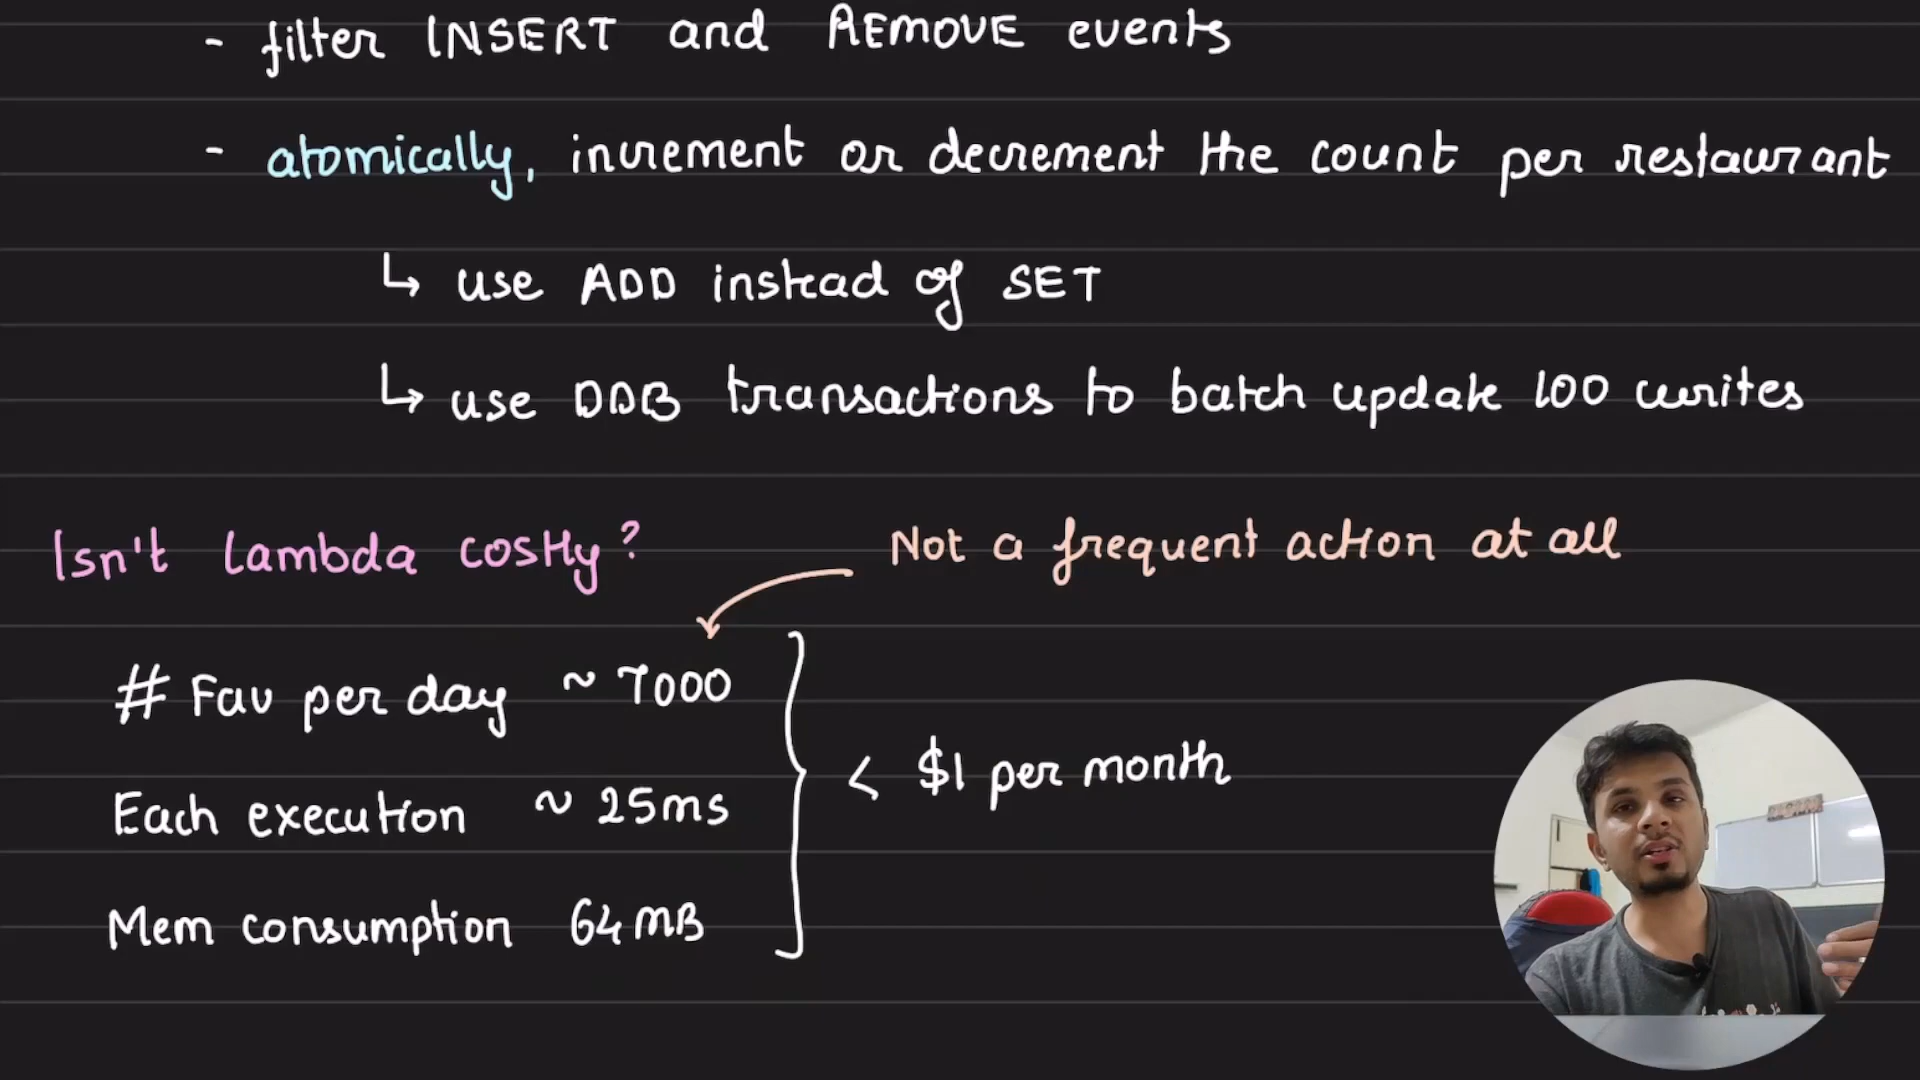 - filter INSERT and REMOVE events
- atomically, increment or decrement the count per restaurant
↳ use ADD instead of SET
↳ use DDB transactions to batch update 100 writes
Isn't lambda costly?
Not a frequent action at all
# Fav per day ~ 7000
Each execution ~ 25ms
Mem consumption 64 MB
< $1 per month